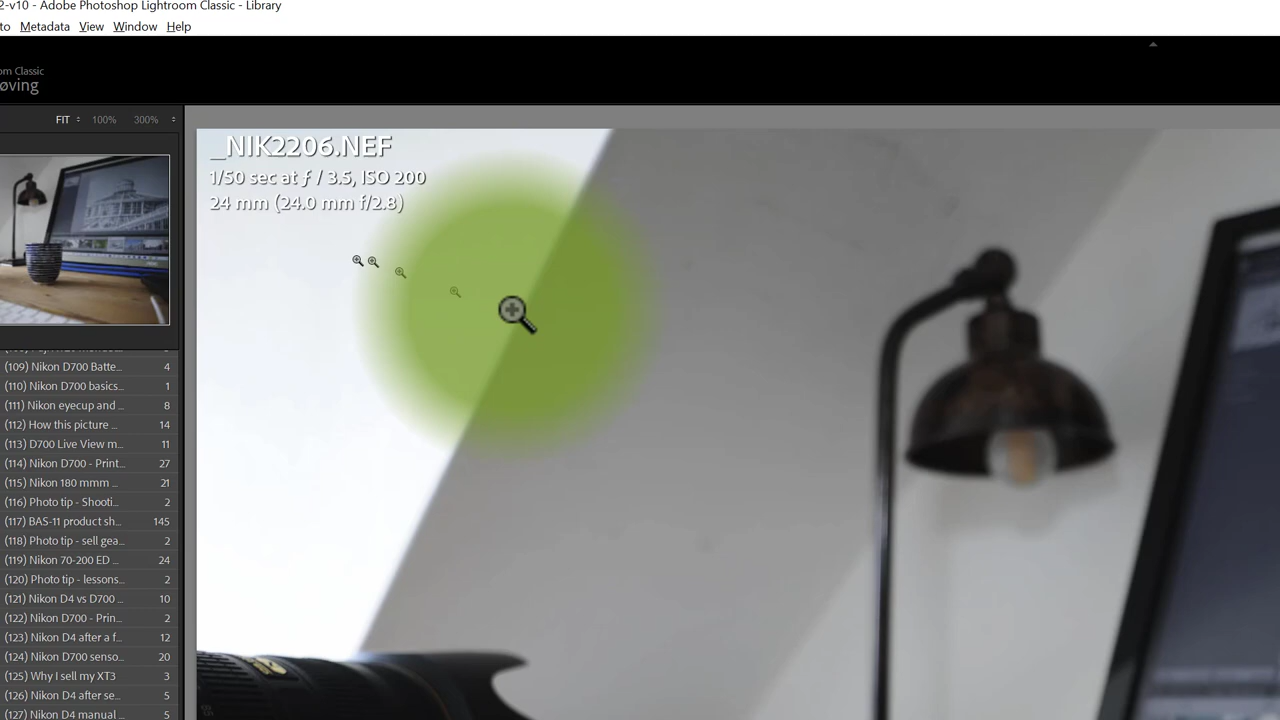 2-v10 - Adobe Photoshop Lightroom Classic - Library
to Metadata View Window Help
om Classic
øving
FIT 100% 300%
_NIK2206.NEF
1/50 sec at ƒ / 3.5, ISO 200
24 mm (24.0 mm f/2.8)
(109) Nikon D700 Batte... 4
(110) Nikon D700 basics... 1
(111) Nikon eyecup and ... 8
(112) How this picture ... 14
(113) D700 Live View m... 11
(114) Nikon D700 - Print... 27
(115) Nikon 180 mmm ... 21
(116) Photo tip - Shooti... 2
(117) BAS-11 product sh... 145
(118) Photo tip - sell gea... 2
(119) Nikon 70-200 ED ... 24
(120) Photo tip - lessons... 2
(121) Nikon D4 vs D700 ... 10
(122) Nikon D700 - Prin... 2
(123) Nikon D4 after a f... 12
(124) Nikon D700 senso... 20
(125) Why I sell my XT3 3
(126) Nikon D4 after se... 5
(127) Nikon D4 manual ... 5